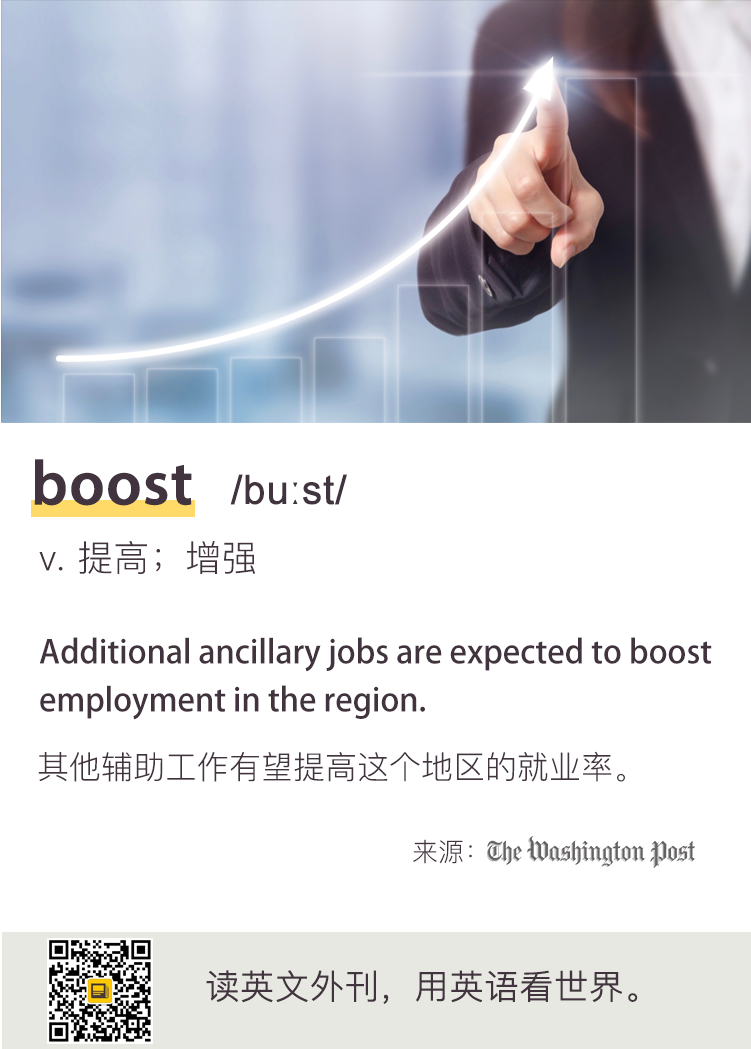 boost /buːst/
v. 提高；增强
Additional ancillary jobs are expected to boost
employment in the region.
其他辅助工作有望提高这个地区的就业率。
来源：The Washington Post
读英文外刊，用英语看世界。